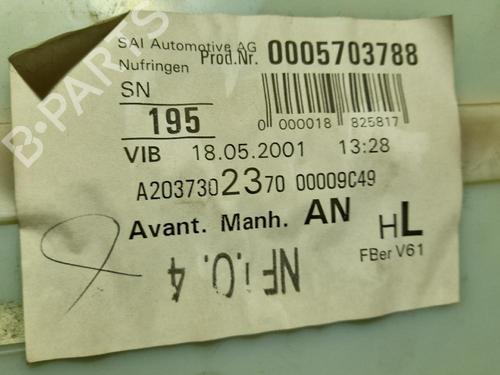 SAI Automotive AG
Nufringen
Prod.Nr. 0005703788
SN
195
0 000018 825817
VIB 18.05.2001 13:28
A2037302370 00009C49
Avant. Manh. AN
HL
FBer V61
NF i.O. 4
B-PARTS